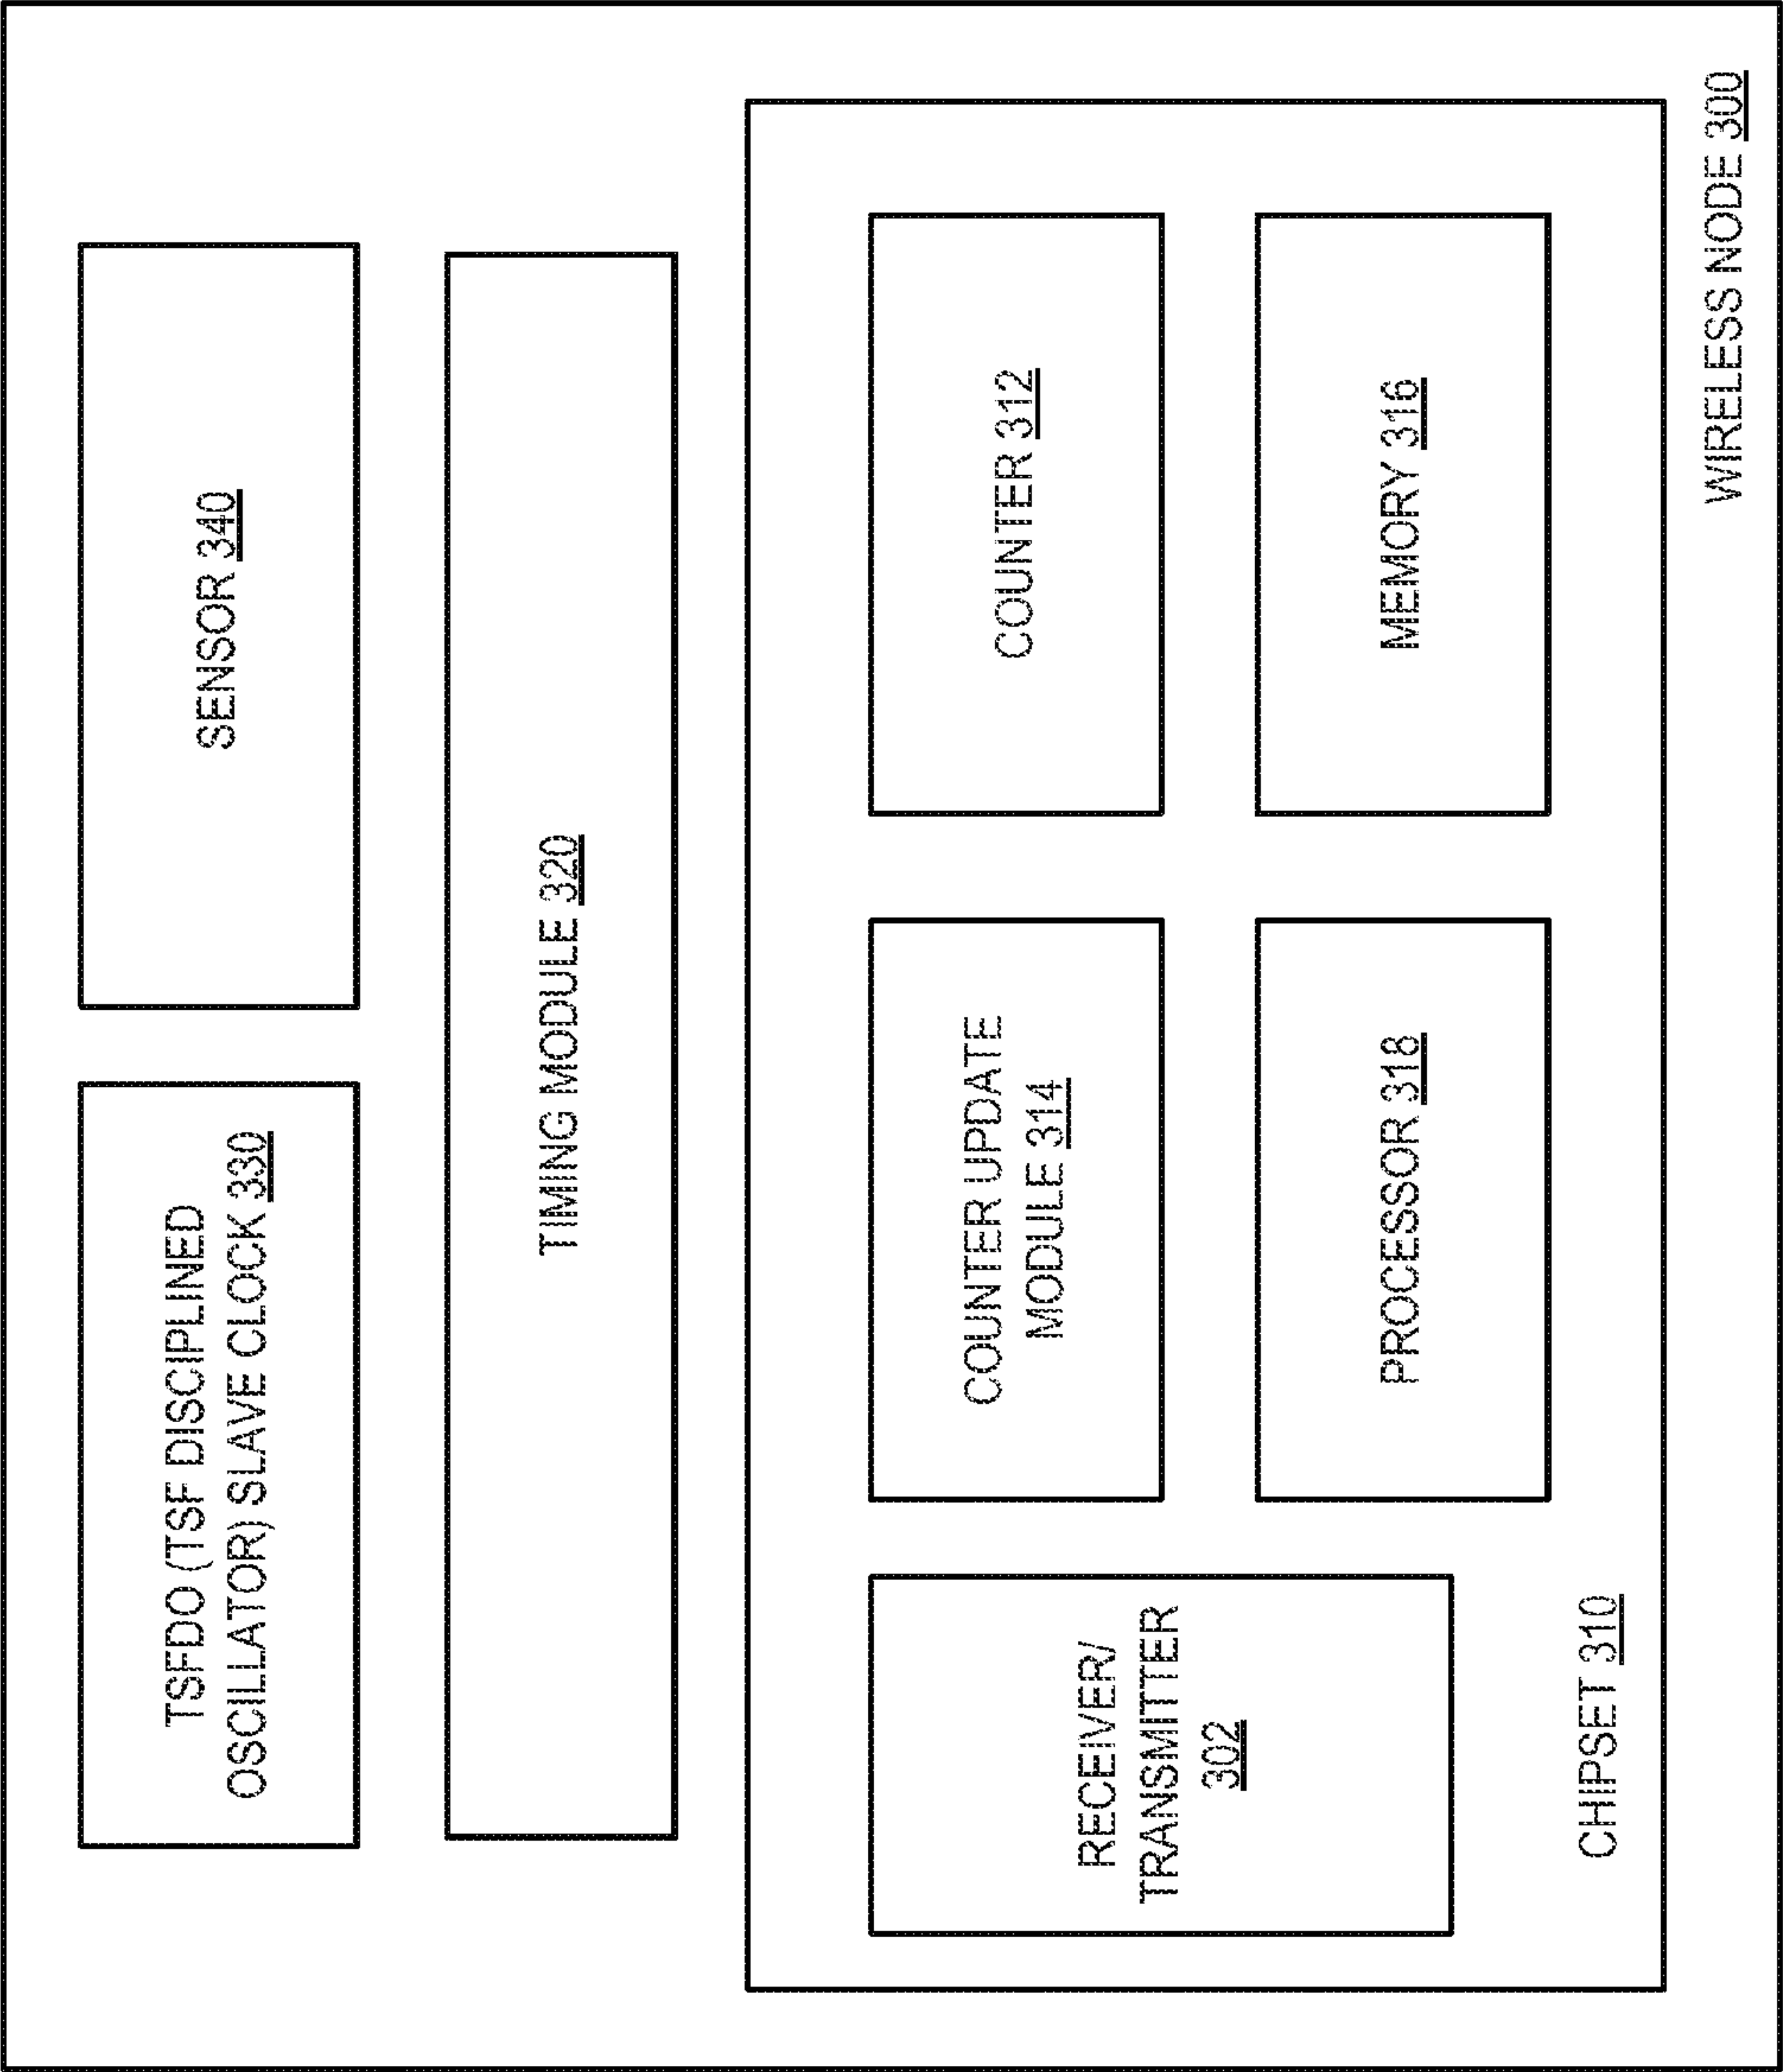 TSFDO (TSF DISCIPLINED
OSCILLATOR) SLAVE CLOCK 330
SENSOR 340
TIMING MODULE 320
RECEIVER/
TRANSMITTER
302
COUNTER UPDATE
MODULE 314
COUNTER 312
PROCESSOR 318
MEMORY 316
CHIPSET 310
WIRELESS NODE 300